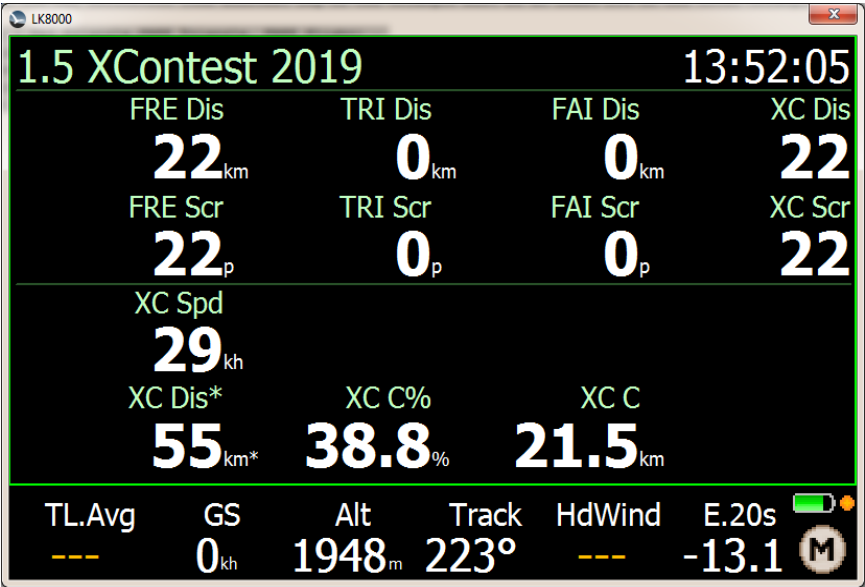 LK8000
1.5 XContest 2019 13:52:05
FRE Dis TRI Dis FAI Dis XC Dis
22km 0km 0km 22
FRE Scr TRI Scr FAI Scr XC Scr
22p 0p 0p 22
XC Spd
29kh
XC Dis* XC C% XC C
55km* 38.8% 21.5km
TL.Avg GS Alt Track HdWind E.20s
--- 0kh 1948m 223° --- -13.1 M